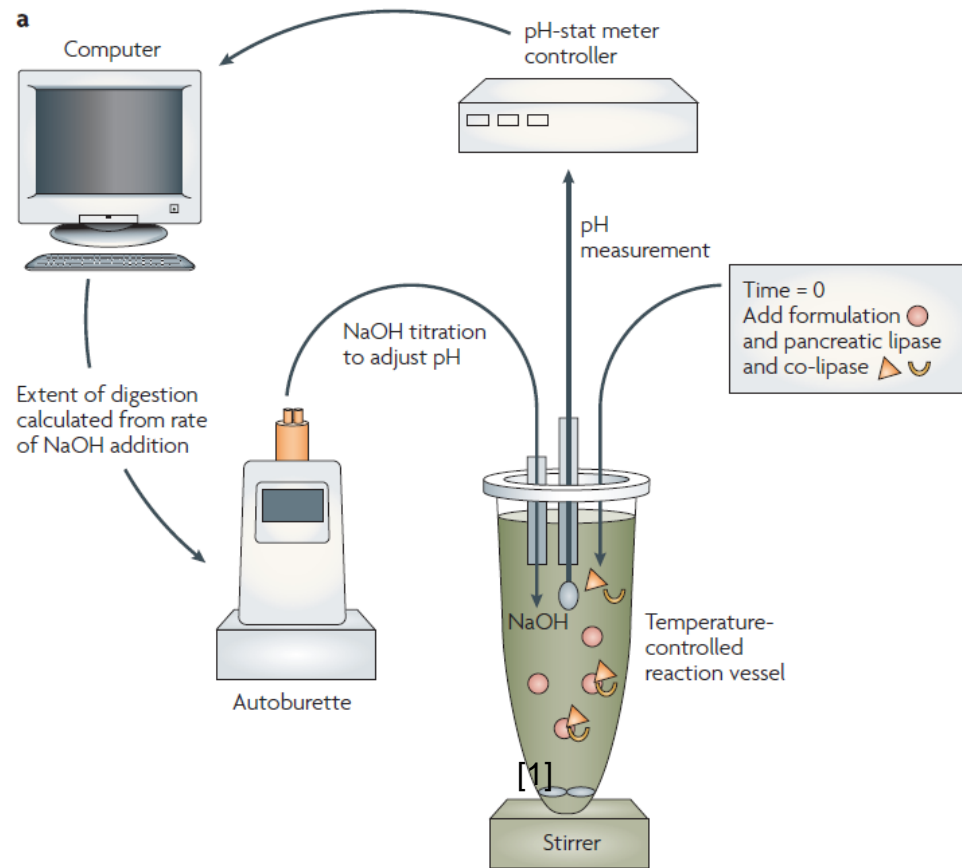 a
Computer
pH-stat meter
controller
pH
measurement
Time = 0
Add formulation
and pancreatic lipase
and co-lipase
NaOH titration
to adjust pH
Extent of digestion
calculated from rate
of NaOH addition
NaOH
Temperature-
controlled
reaction vessel
Autoburette
[1]
Stirrer